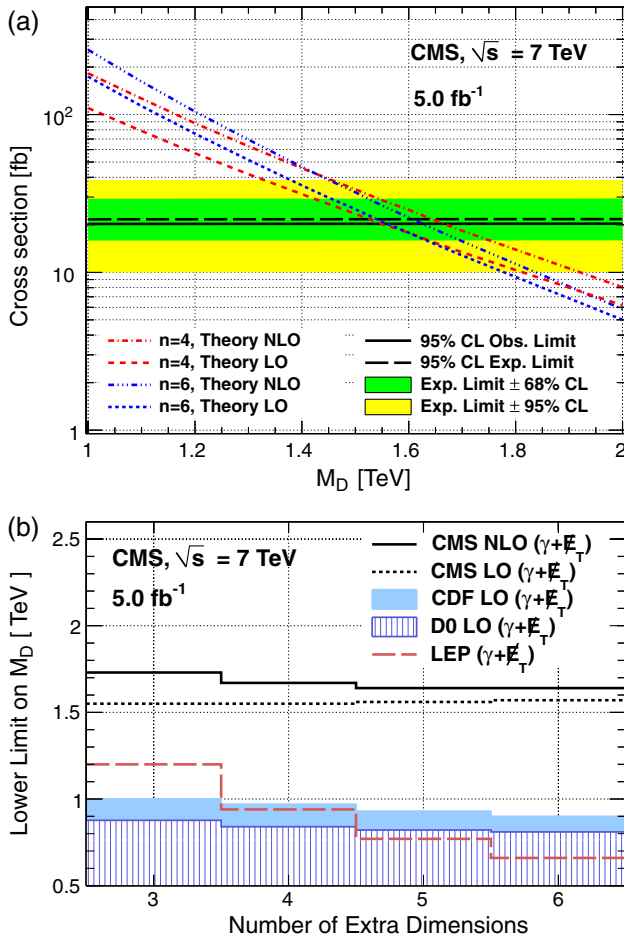 (a)
CMS, √s = 7 TeV
5.0 fb⁻¹
Cross section [fb]
10²
10
1
n=4, Theory NLO
n=4, Theory LO
n=6, Theory NLO
n=6, Theory LO
95% CL Obs. Limit
95% CL Exp. Limit
Exp. Limit ± 68% CL
Exp. Limit ± 95% CL
1 1.2 1.4 1.6 1.8 2
M_D [TeV]
(b)
CMS, √s = 7 TeV
5.0 fb⁻¹
CMS NLO (γ+E̸_T)
CMS LO (γ+E̸_T)
CDF LO (γ+E̸_T)
D0 LO (γ+E̸_T)
LEP (γ+E̸_T)
Lower Limit on M_D [ TeV ]
2.5
2
1.5
1
0.5
3 4 5 6
Number of Extra Dimensions